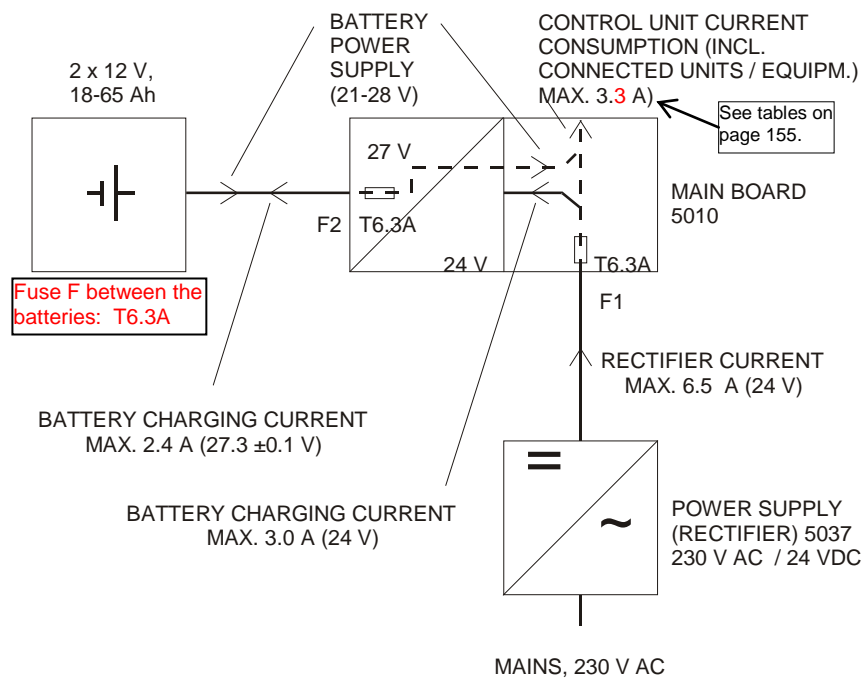 BATTERY
POWER
SUPPLY
(21-28 V)
CONTROL UNIT CURRENT
CONSUMPTION (INCL.
CONNECTED UNITS / EQUIPM.)
MAX. 3.3 A)
2 x 12 V,
18-65 Ah
See tables on
page 155.
27 V
MAIN BOARD
5010
F2
T6.3A
24 V
T6.3A
F1
Fuse F between the
batteries: T6.3A
RECTIFIER CURRENT
MAX. 6.5 A (24 V)
BATTERY CHARGING CURRENT
MAX. 2.4 A (27.3 ±0.1 V)
BATTERY CHARGING CURRENT
MAX. 3.0 A (24 V)
=
~
POWER SUPPLY
(RECTIFIER) 5037
230 V AC / 24 VDC
MAINS, 230 V AC